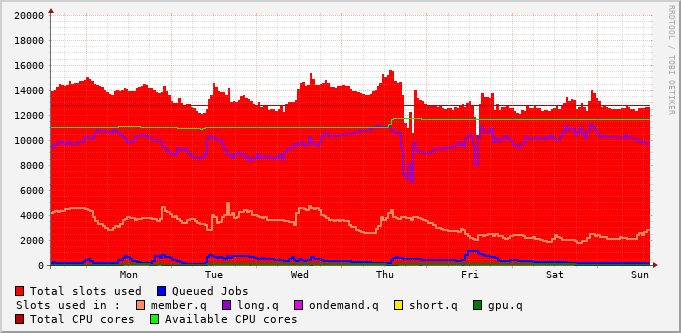 20000
18000
16000
14000
12000
10000
8000
6000
4000
2000
0
Mon Tue Wed Thu Fri Sat Sun
RRDTOOL / TOBI OETIKER
Total slots used Queued Jobs
Slots used in : member.q long.q ondemand.q short.q gpu.q
Total CPU cores Available CPU cores